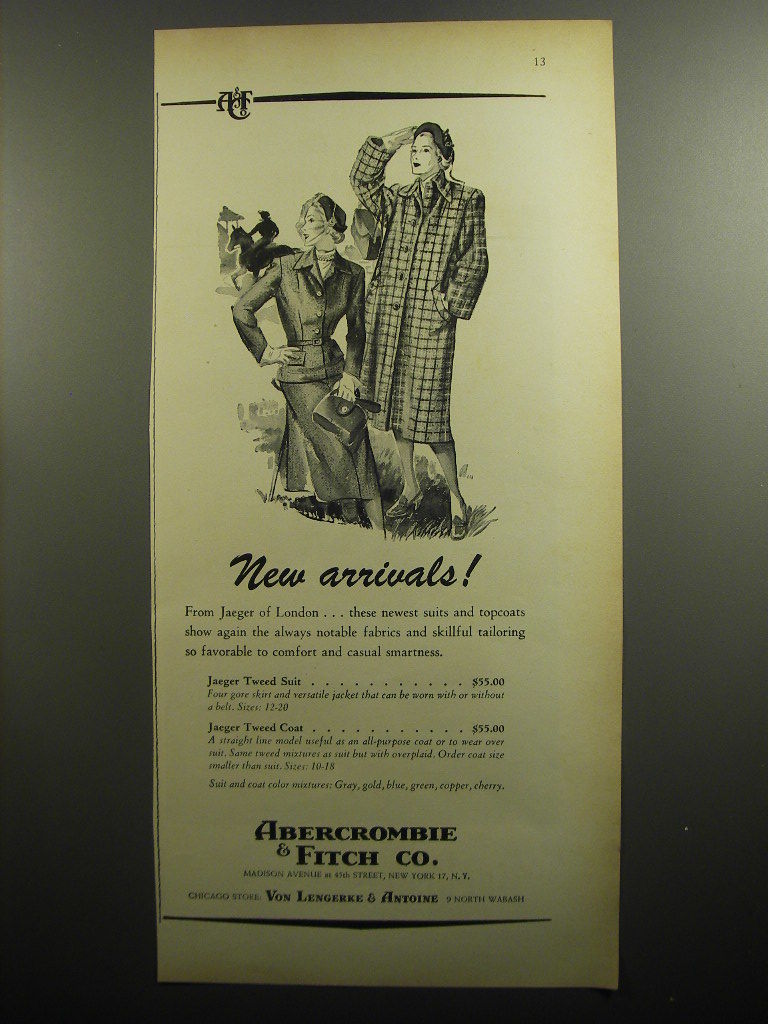 13
A&F Co
New arrivals!
From Jaeger of London . . . these newest suits and topcoats
show again the always notable fabrics and skillful tailoring
so favorable to comfort and casual smartness.
Jaeger Tweed Suit . . . . . . . . . . . $55.00
Four gore skirt and versatile jacket that can be worn with or without
a belt. Sizes: 12-20
Jaeger Tweed Coat . . . . . . . . . . . $55.00
A straight line model useful as an all-purpose coat or to wear over
suit. Same tweed mixtures as suit but with overplaid. Order coat size
smaller than suit. Sizes: 10-18
Suit and coat color mixtures: Gray, gold, blue, green, copper, cherry.
ABERCROMBIE
& FITCH CO.
MADISON AVENUE at 45th STREET, NEW YORK 17, N. Y.
CHICAGO STORE: VON LENGERKE & ANTOINE 9 NORTH WABASH